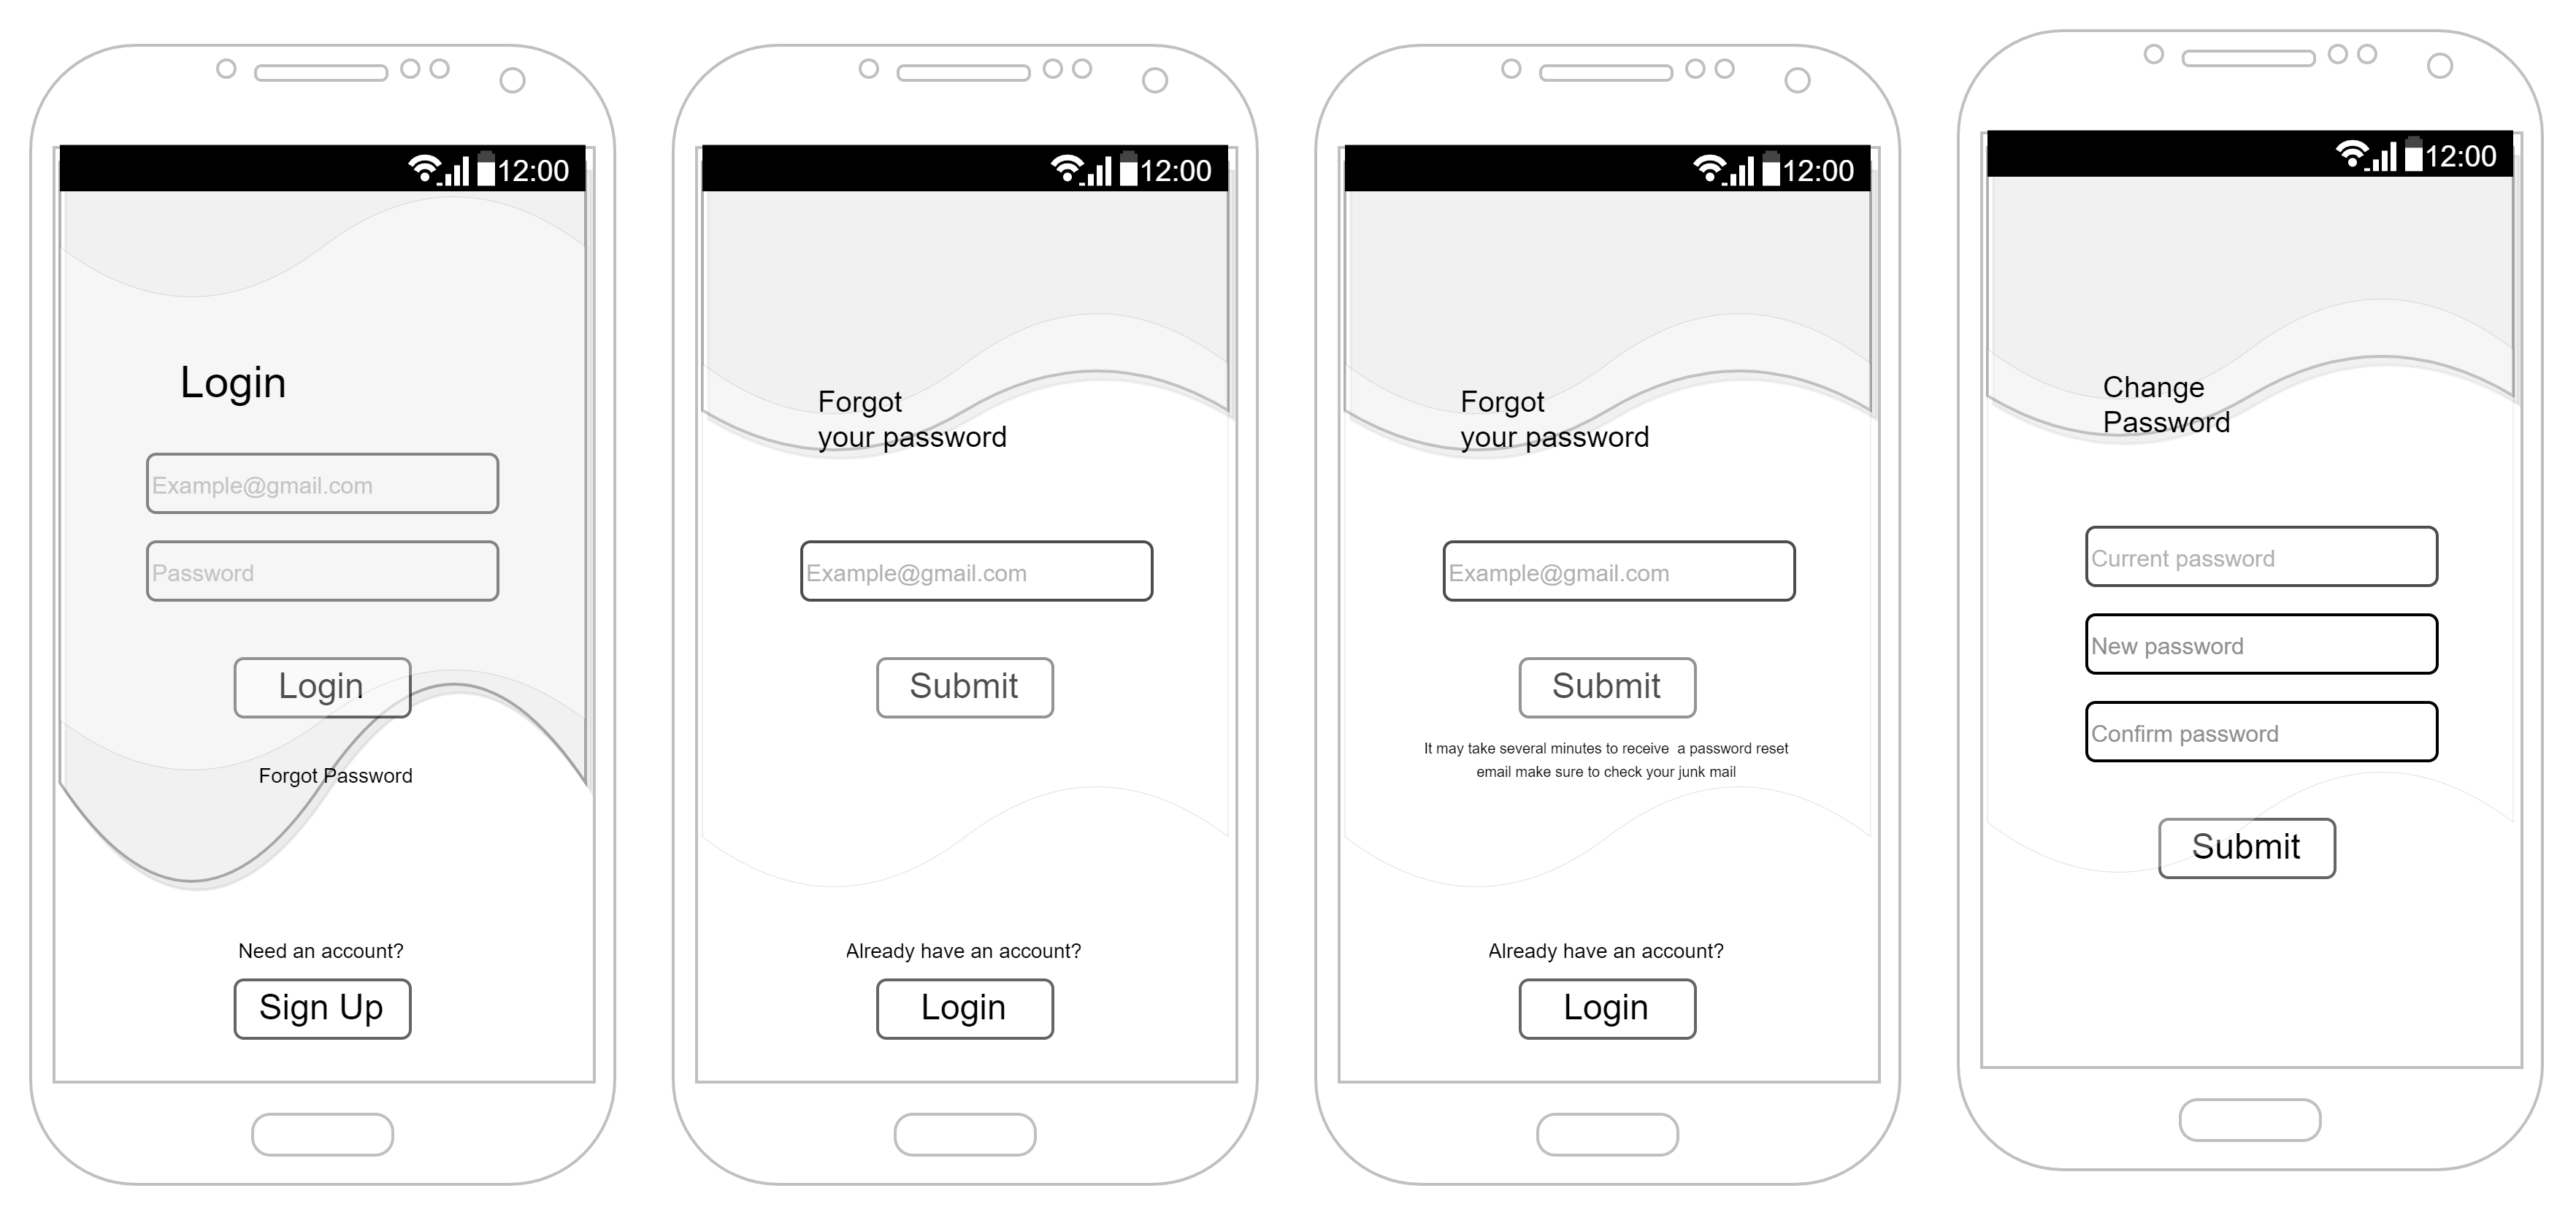 12:00
Login
Example@gmail.com
Password
Login
Forgot Password
Need an account?
Sign Up
12:00
Forgot
your password
Example@gmail.com
Submit
Already have an account?
Login
12:00
Forgot
your password
Example@gmail.com
Submit
It may take several minutes to receive  a password reset
email make sure to check your junk mail
Already have an account?
Login
12:00
Change
Password
Current password
New password
Confirm password
Submit